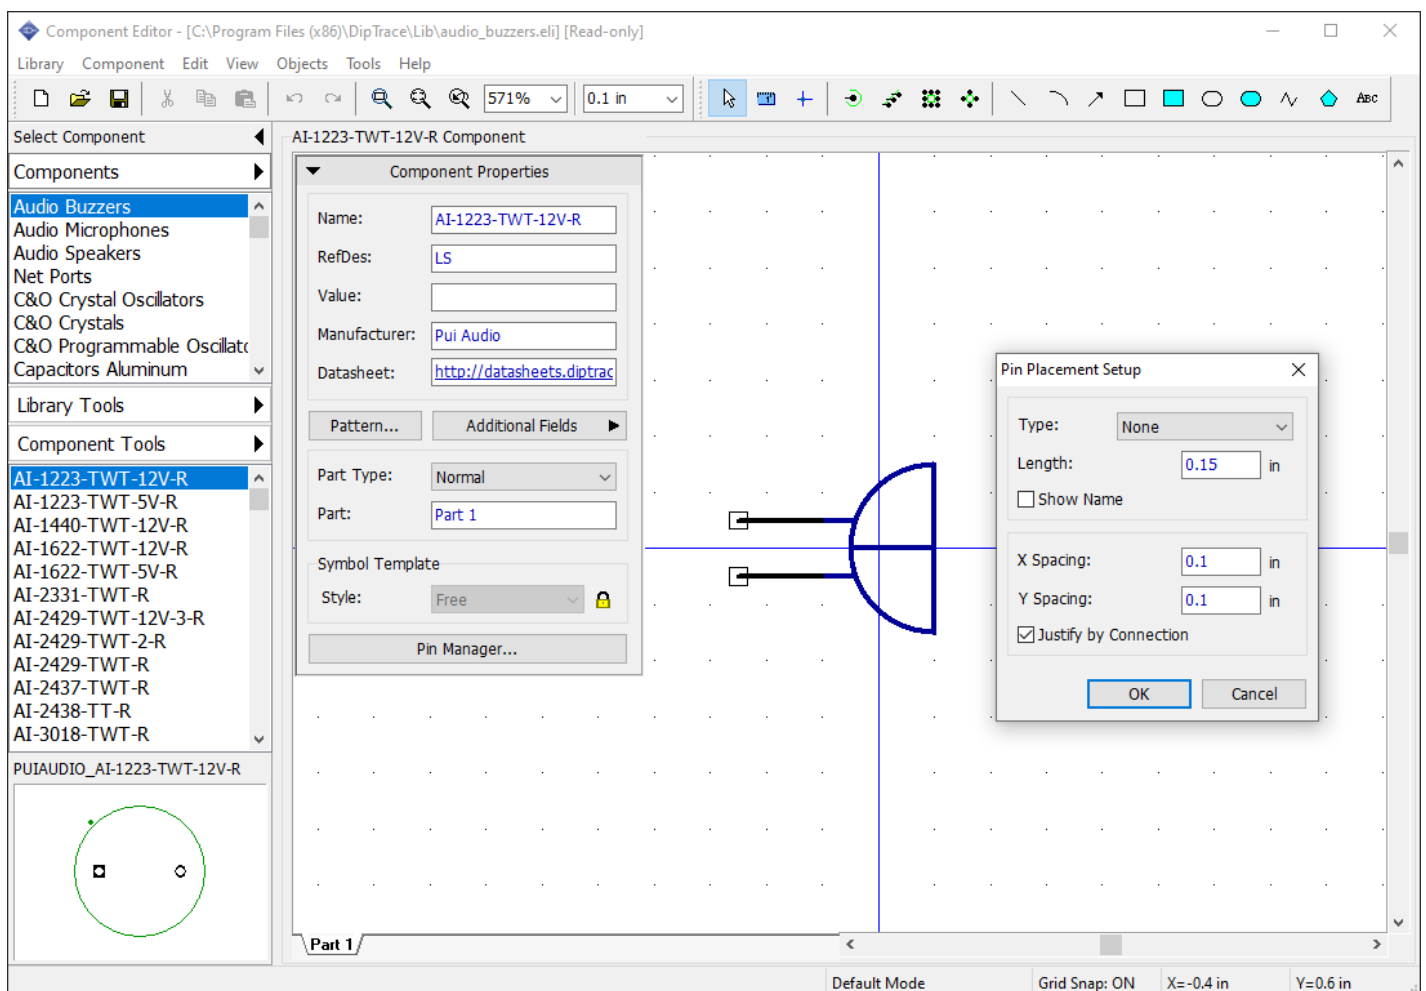 Component Editor - [C:\Program Files (x86)\DipTrace\Lib\audio_buzzers.eli] [Read-only]
Library Component Edit View Objects Tools Help
571% 0.1 in ABC
Select Component
Components
Audio Buzzers
Audio Microphones
Audio Speakers
Net Ports
C&O Crystal Oscillators
C&O Crystals
C&O Programmable Oscillato
Capacitors Aluminum
Library Tools
Component Tools
AI-1223-TWT-12V-R
AI-1223-TWT-5V-R
AI-1440-TWT-12V-R
AI-1622-TWT-12V-R
AI-1622-TWT-5V-R
AI-2331-TWT-R
AI-2429-TWT-12V-3-R
AI-2429-TWT-2-R
AI-2429-TWT-R
AI-2437-TWT-R
AI-2438-TT-R
AI-3018-TWT-R
PUIAUDIO_AI-1223-TWT-12V-R
AI-1223-TWT-12V-R Component
Component Properties
Name: AI-1223-TWT-12V-R
RefDes: LS
Value:
Manufacturer: Pui Audio
Datasheet: http://datasheets.diptrac
Pattern... Additional Fields
Part Type: Normal
Part: Part 1
Symbol Template
Style: Free
Pin Manager...
Pin Placement Setup
Type: None
Length: 0.15 in
Show Name
X Spacing: 0.1 in
Y Spacing: 0.1 in
Justify by Connection
OK Cancel
Part 1
Default Mode Grid Snap: ON X=-0.4 in Y=0.6 in